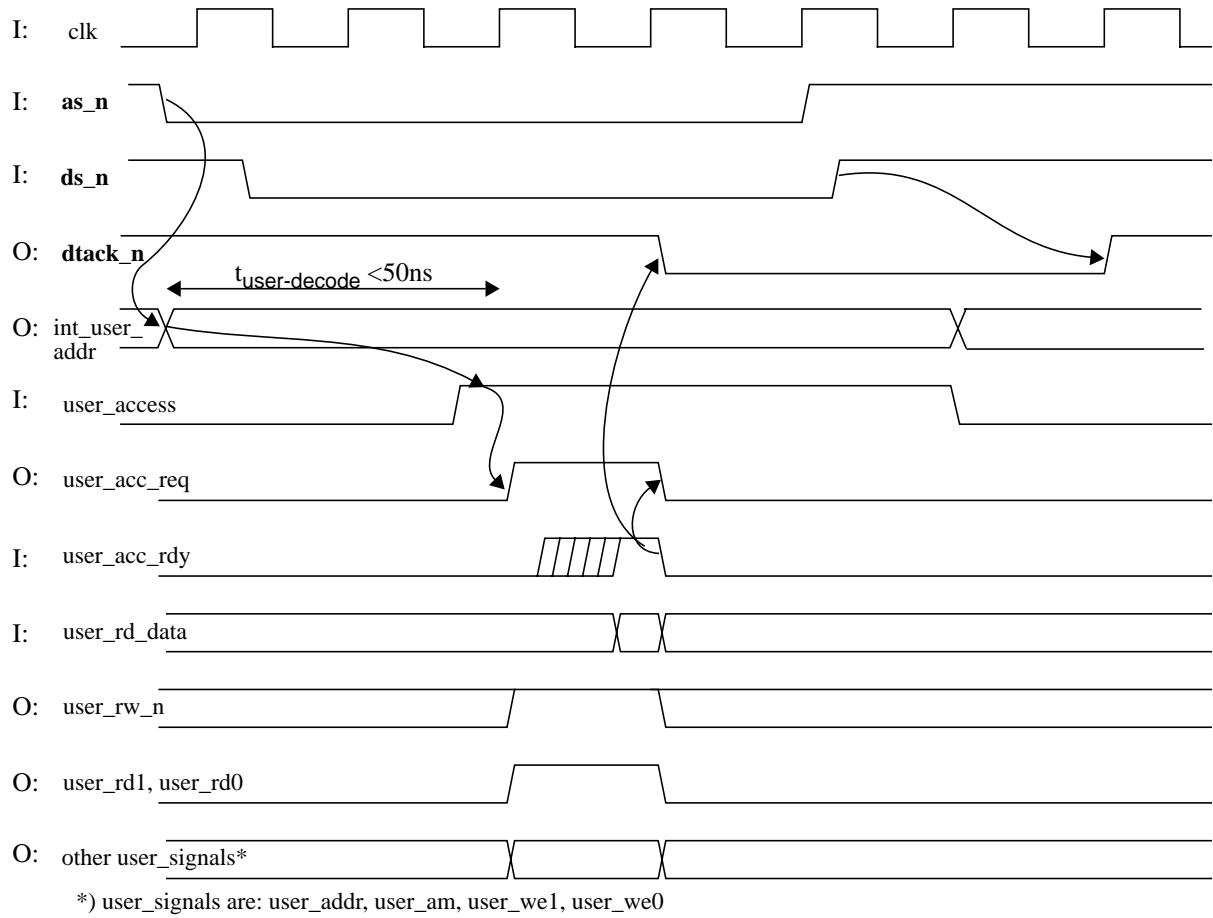 I: clk
I: as_n
I: ds_n
O: dtack_n
tuser-decode <50ns
O: int_user_
addr
I: user_access
O: user_acc_req
I: user_acc_rdy
I: user_rd_data
O: user_rw_n
O: user_rd1, user_rd0
O: other user_signals*
*) user_signals are: user_addr, user_am, user_we1, user_we0